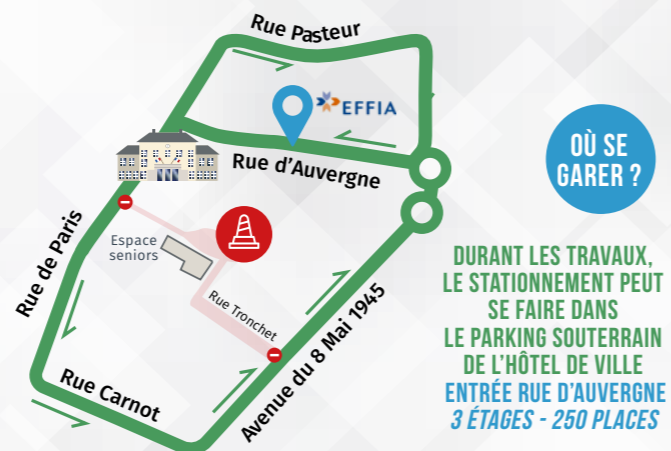 Rue Pasteur
EFFIA
Rue d'Auvergne
Rue de Paris
Espace
seniors
Rue Tronchet
Avenue du 8 Mai 1945
Rue Carnot
OÙ SE
GARER ?
DURANT LES TRAVAUX,
LE STATIONNEMENT PEUT
SE FAIRE DANS
LE PARKING SOUTERRAIN
DE L'HÔTEL DE VILLE
ENTRÉE RUE D'AUVERGNE
3 ÉTAGES - 250 PLACES